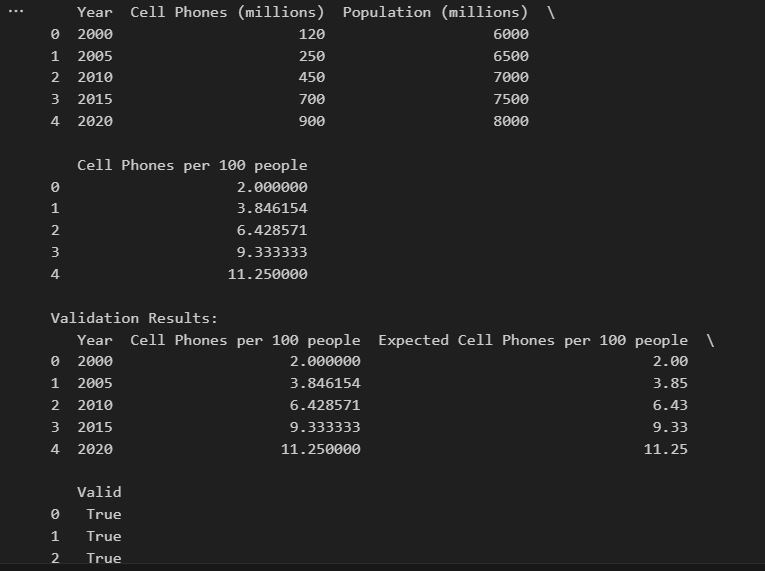 ...
   Year  Cell Phones (millions)  Population (millions)  \
0  2000                     120                   6000
1  2005                     250                   6500
2  2010                     450                   7000
3  2015                     700                   7500
4  2020                     900                   8000
   Cell Phones per 100 people
0                    2.000000
1                    3.846154
2                    6.428571
3                    9.333333
4                   11.250000
Validation Results:
   Year  Cell Phones per 100 people  Expected Cell Phones per 100 people  \
0  2000                    2.000000                                 2.00
1  2005                    3.846154                                 3.85
2  2010                    6.428571                                 6.43
3  2015                    9.333333                                 9.33
4  2020                   11.250000                                11.25
   Valid
0   True
1   True
2   True